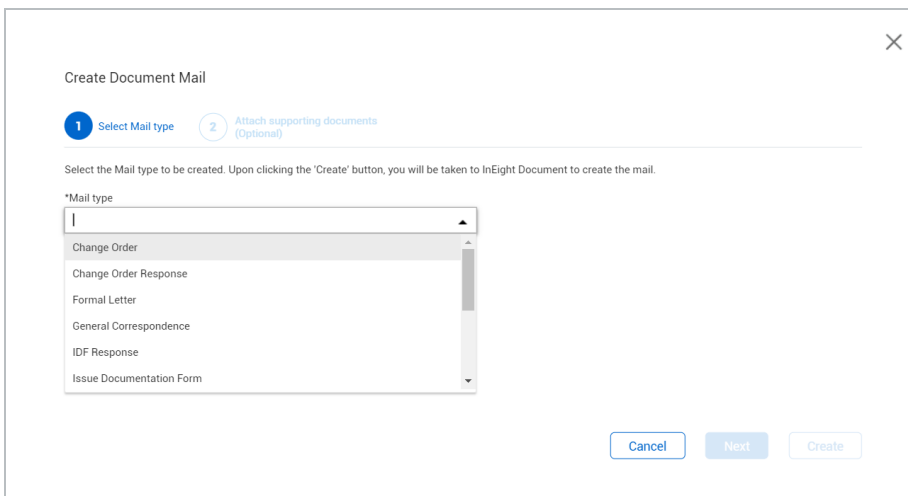 Create Document Mail
1 Select Mail type
2 Attach supporting documents
(Optional)
Select the Mail type to be created. Upon clicking the 'Create' button, you will be taken to InEight Document to create the mail.
*Mail type
Change Order
Change Order Response
Formal Letter
General Correspondence
IDF Response
Issue Documentation Form
Cancel Next Create